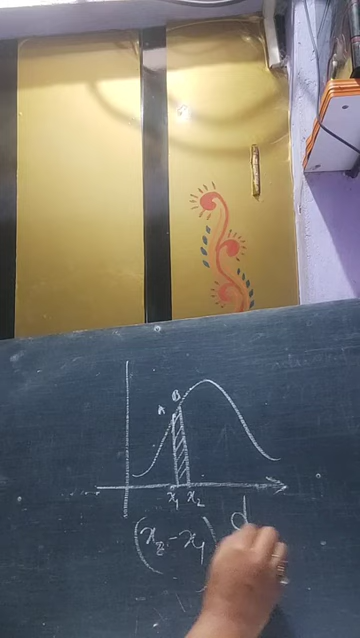 A B
x₁ x₂
(x₂ - x₁) d